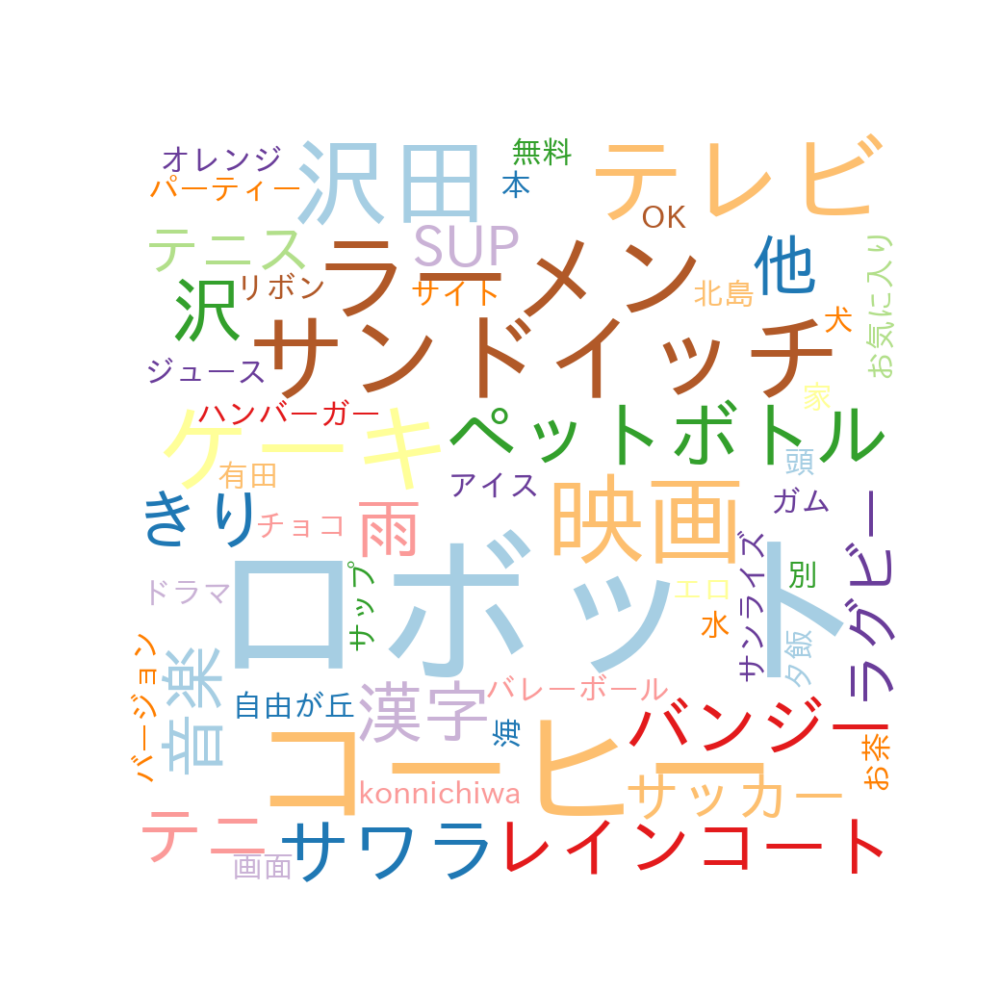 オレンジ
沢田
無料
テレビ
パーティー
本
OK
テニス
SUP
ラーメン
他
お気に入り
沢
リボン
サイト
北島
犬
サンドイッチ
ジュース
家
ハンバーガー
ケーキ
ペットボトル
有田
アイス
頭
ガム
きり
チョコ
雨
映画
ラグビー
ロボット
サップ
サンライズ
別
ドラマ
エロ
水
夕飯
バージョン
音楽
自由が丘
漢字
バレーボール
海
バンジー
お茶
コーヒー
konnichiwa
サッカー
テニ
サワラ
レインコート
画面